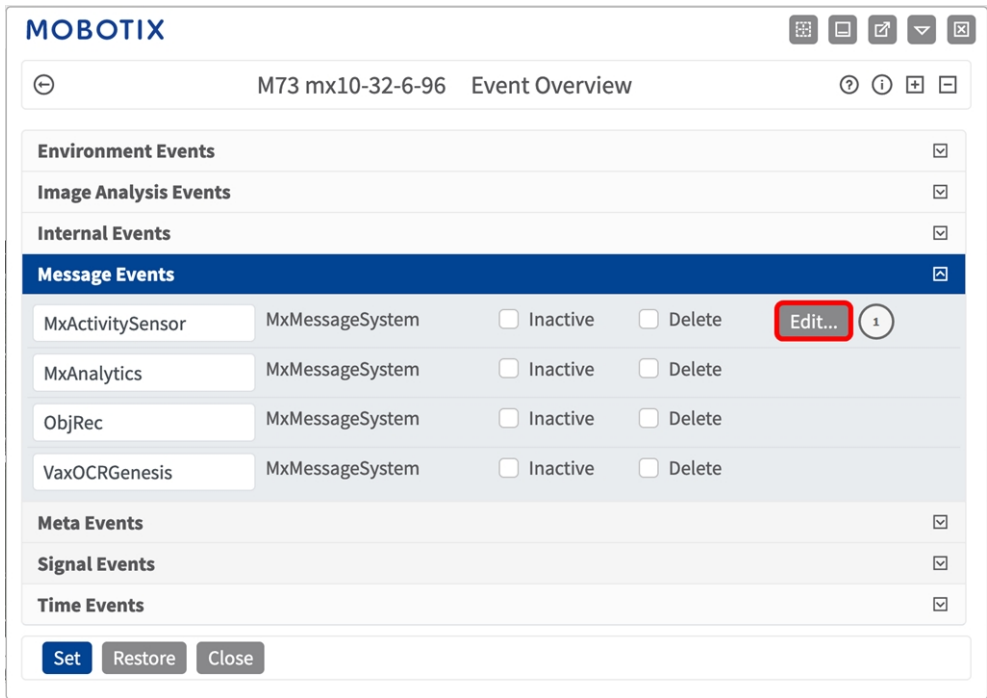 MOBOTIX
M73 mx10-32-6-96 Event Overview
Environment Events
Image Analysis Events
Internal Events
Message Events
MxActivitySensor MxMessageSystem Inactive Delete Edit... 1
MxAnalytics MxMessageSystem Inactive Delete
ObjRec MxMessageSystem Inactive Delete
VaxOCRGenesis MxMessageSystem Inactive Delete
Meta Events
Signal Events
Time Events
Set Restore Close